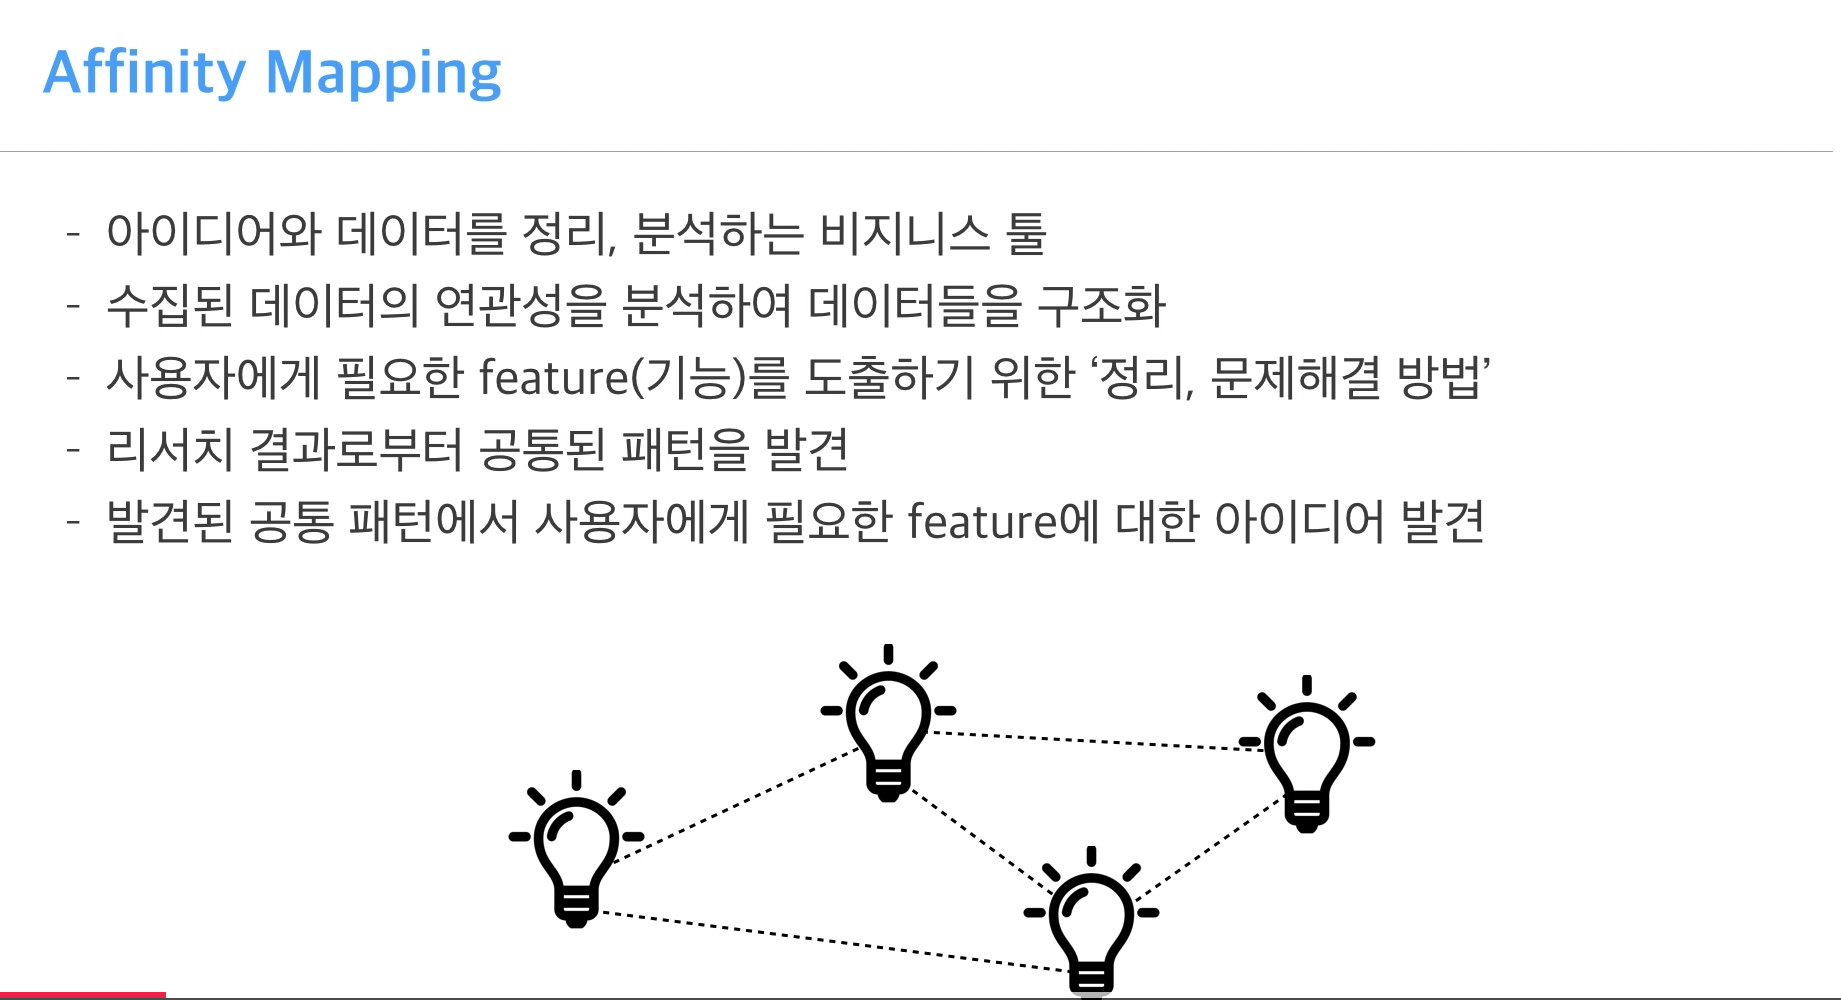 Affinity Mapping
- 아이디어와 데이터를 정리, 분석하는 비지니스 툴
- 수집된 데이터의 연관성을 분석하여 데이터들을 구조화
- 사용자에게 필요한 feature(기능)를 도출하기 위한 ‘정리, 문제해결 방법’
- 리서치 결과로부터 공통된 패턴을 발견
- 발견된 공통 패턴에서 사용자에게 필요한 feature에 대한 아이디어 발견